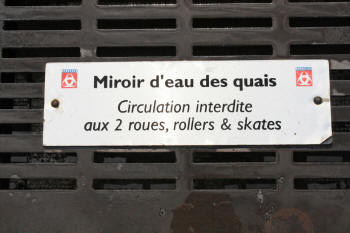 Miroir d'eau des quais
Circulation interdite
aux 2 roues, rollers & skates